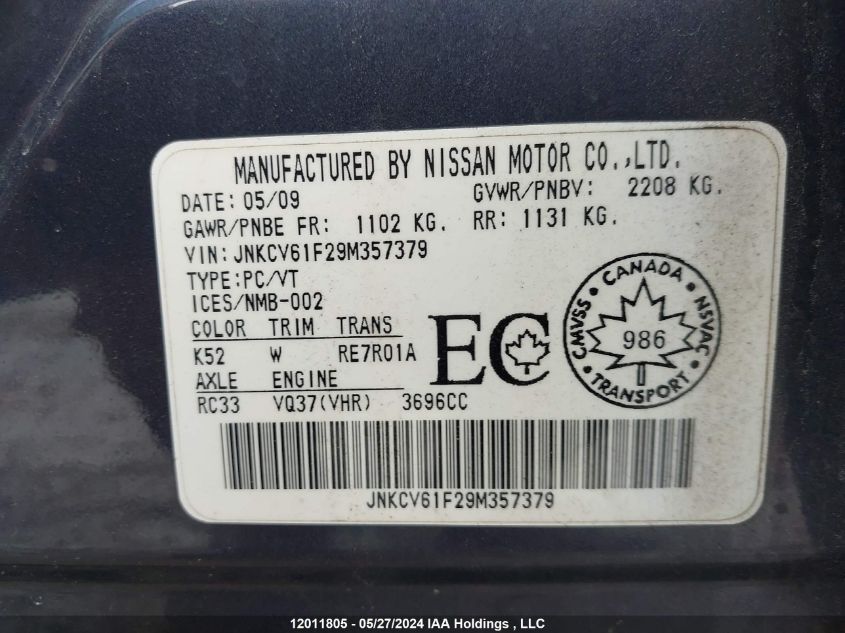 MANUFACTURED BY NISSAN MOTOR CO.,LTD.
DATE: 05/09 GVWR/PNBV: 2208 KG.
GAWR/PNBE FR: 1102 KG. RR: 1131 KG.
VIN: JNKCV61F29M357379
TYPE:PC/VT
ICES/NMB-002
COLOR TRIM TRANS
K52 W RE7R01A
AXLE ENGINE
RC33 VQ37(VHR) 3696CC
EC
CANADA
CMVSS • NSVAC
986
TRANSPORT
JNKCV61F29M357379
12011805 - 05/27/2024 IAA Holdings , LLC